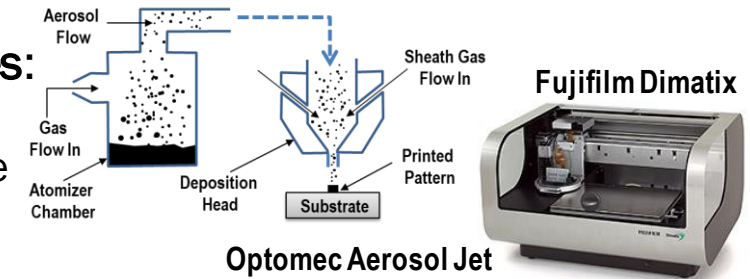 Aerosol
Flow
s:
Gas
Flow In
e
Atomizer
Chamber
Deposition
Head
Sheath Gas
Flow In
Printed
Pattern
Substrate
Optomec Aerosol Jet
Fujifilm Dimatix
FUJIFILM